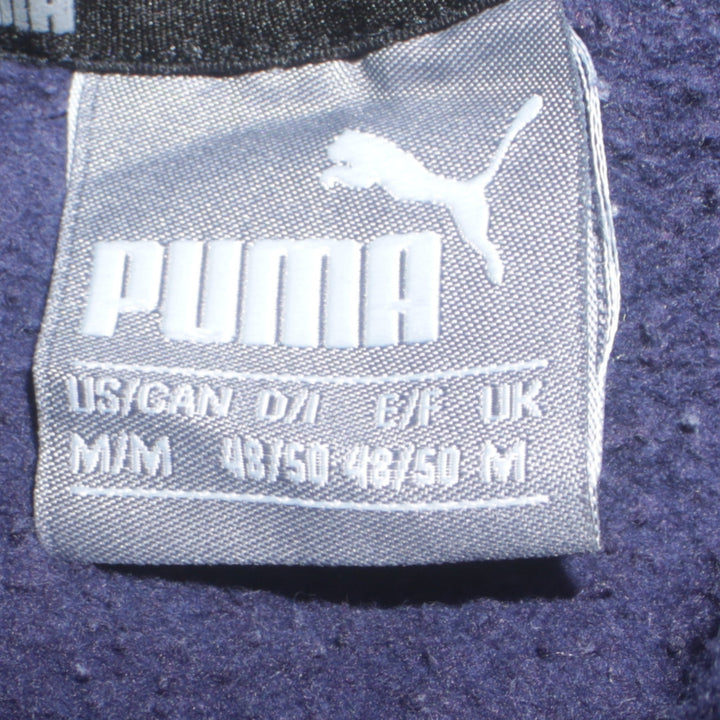 PUMA
US/CAN D/I E/F UK
M/M 48/50 48/50 M